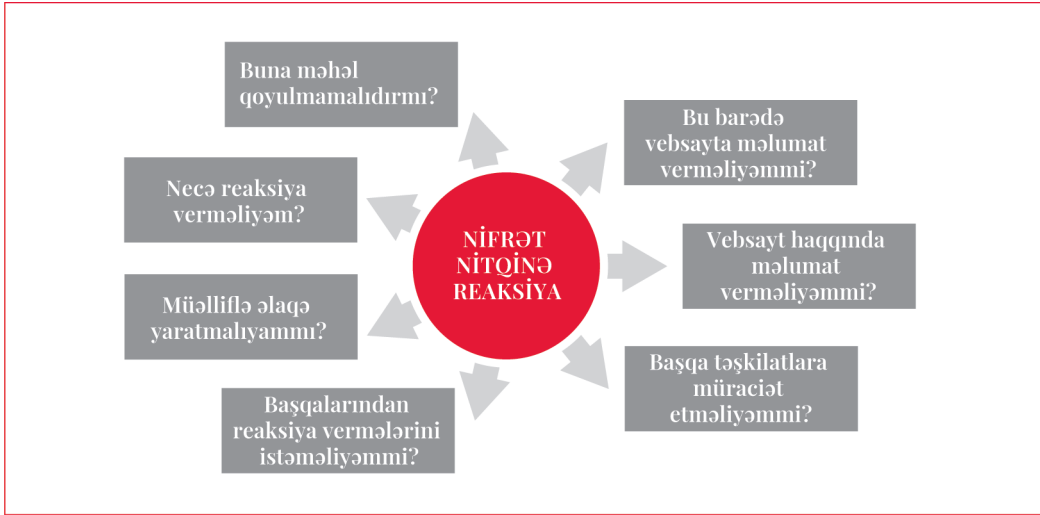 Buna məhəl
qoyulmamalıdırmı?
Bu barədə
vebsayta məlumat
verməliyəmmi?
Necə reaksiya
verməliyəm?
NİFRƏT
NİTQİNƏ
REAKSİYA
Vebsayt haqqında
məlumat
verməliyəmmi?
Müəlliflə əlaqə
yaratmalıyammı?
Başqa təşkilatlara
müraciət
etməliyəmmi?
Başqalarından
reaksiya vermələrini
istəməliyəmmi?